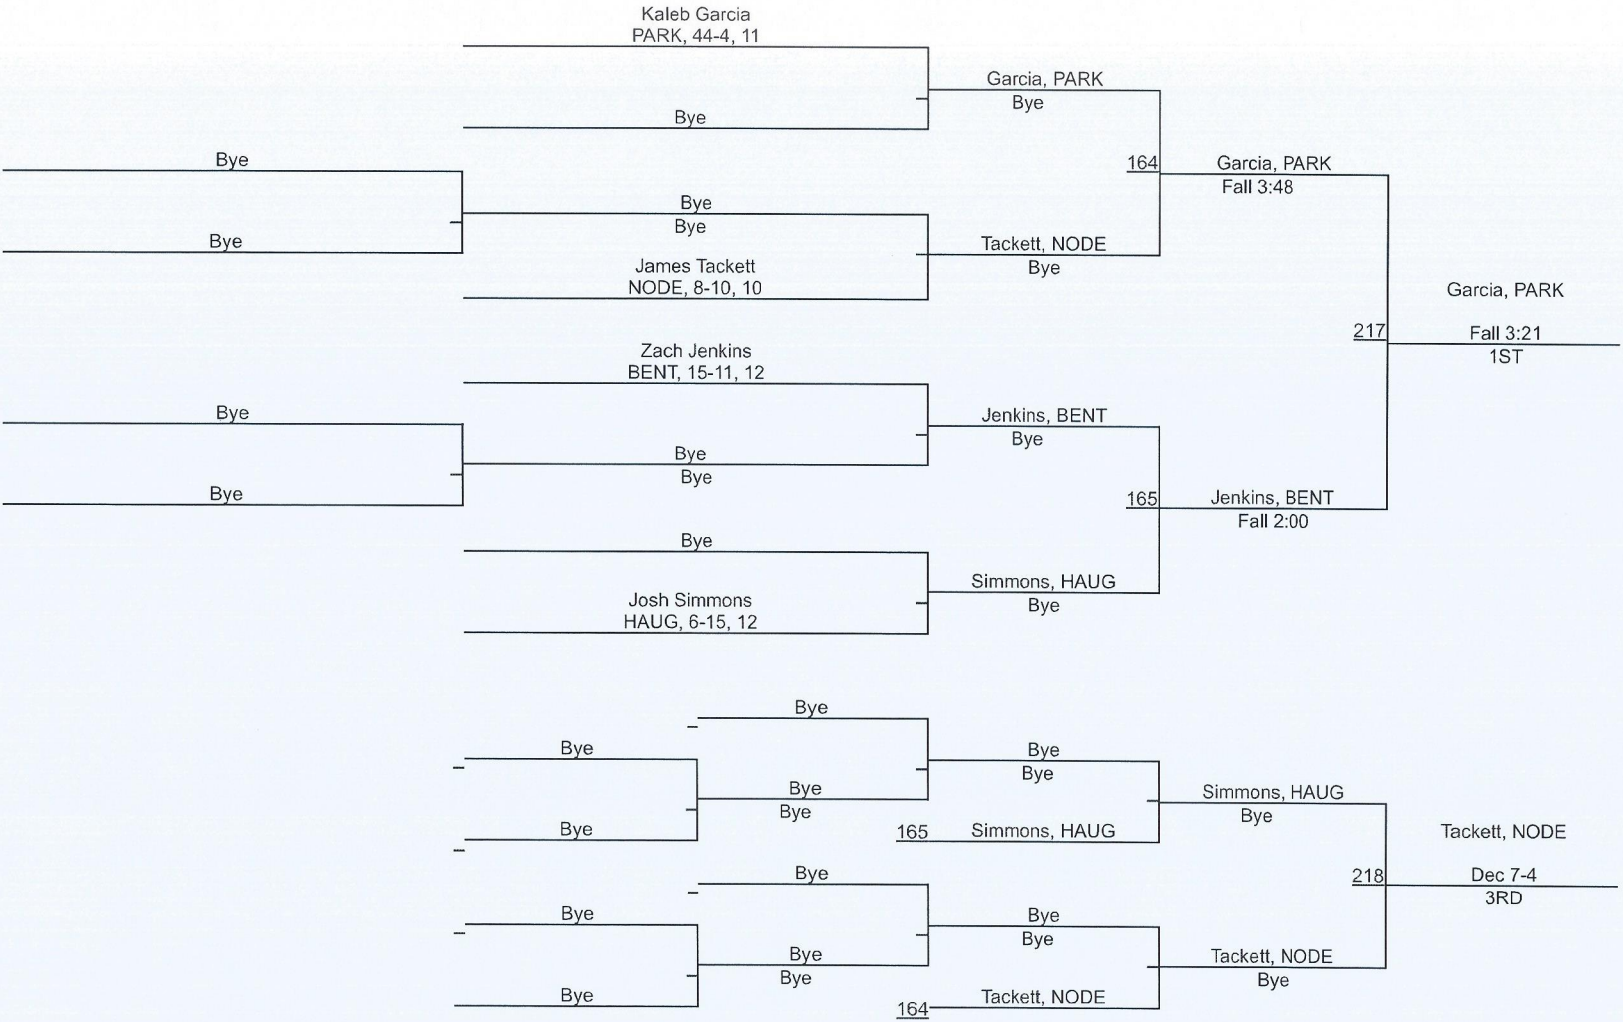 Kaleb Garcia
PARK, 44-4, 11
Garcia, PARK
Bye
Bye
Bye
164
Garcia, PARK
Fall 3:48
Bye
Bye
Bye
Tackett, NODE
Bye
James Tackett
NODE, 8-10, 10
Garcia, PARK
217
Fall 3:21
1ST
Zach Jenkins
BENT, 15-11, 12
Bye
Jenkins, BENT
Bye
Bye
Bye
Bye
165
Jenkins, BENT
Fall 2:00
Bye
Simmons, HAUG
Bye
Josh Simmons
HAUG, 6-15, 12
Bye
Bye
Bye
Bye
Bye
Bye
Simmons, HAUG
Bye
Bye
165
Simmons, HAUG
Tackett, NODE
Bye
218
Dec 7-4
3RD
Bye
Bye
Bye
Bye
Bye
Tackett, NODE
Bye
Bye
164
Tackett, NODE